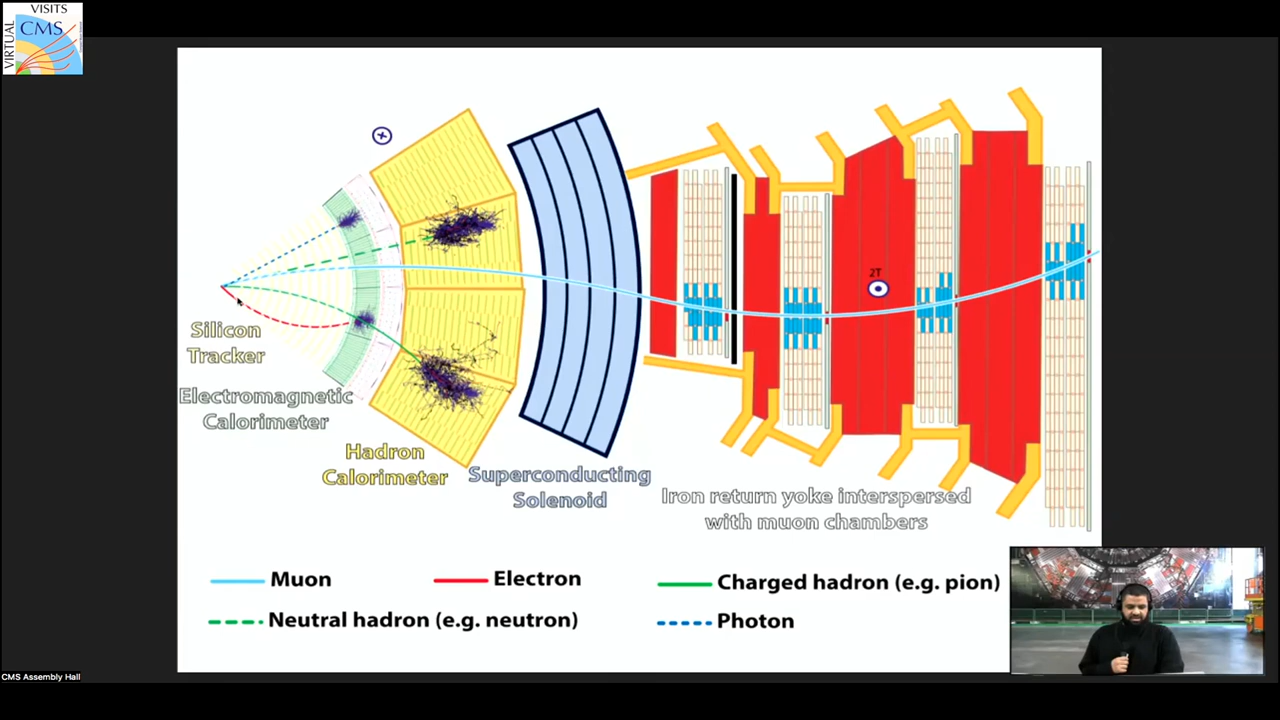 VISITS
VIRTUAL
CMS
2T
Silicon
Tracker
Electromagnetic
Calorimeter
Hadron
Calorimeter
Superconducting
Solenoid
Iron return yoke interspersed
with muon chambers
Muon
Electron
Charged hadron (e.g. pion)
Neutral hadron (e.g. neutron)
Photon
CMS Assembly Hall